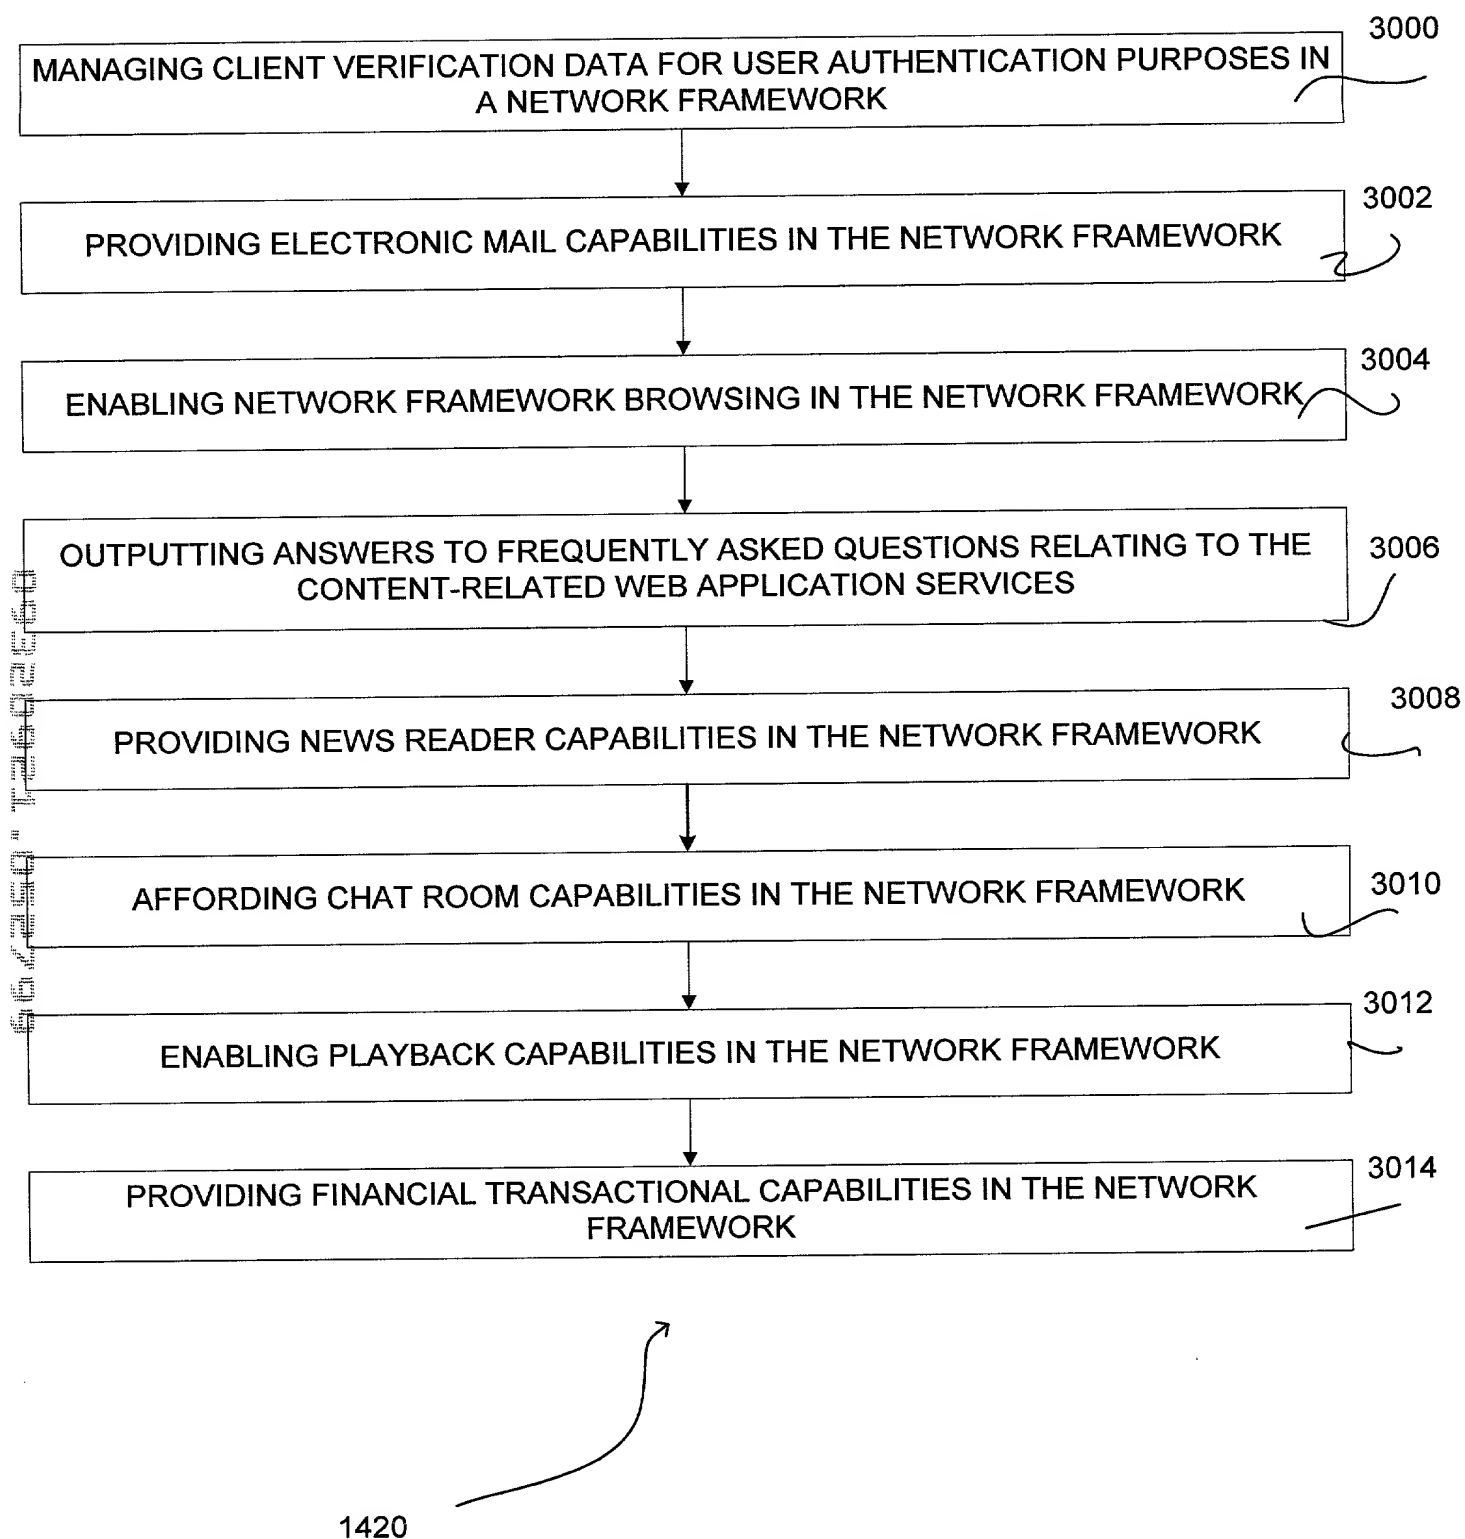 3000
MANAGING CLIENT VERIFICATION DATA FOR USER AUTHENTICATION PURPOSES IN
A NETWORK FRAMEWORK
3002
PROVIDING ELECTRONIC MAIL CAPABILITIES IN THE NETWORK FRAMEWORK
3004
ENABLING NETWORK FRAMEWORK BROWSING IN THE NETWORK FRAMEWORK
3006
OUTPUTTING ANSWERS TO FREQUENTLY ASKED QUESTIONS RELATING TO THE
CONTENT-RELATED WEB APPLICATION SERVICES
3008
PROVIDING NEWS READER CAPABILITIES IN THE NETWORK FRAMEWORK
3010
AFFORDING CHAT ROOM CAPABILITIES IN THE NETWORK FRAMEWORK
3012
ENABLING PLAYBACK CAPABILITIES IN THE NETWORK FRAMEWORK
3014
PROVIDING FINANCIAL TRANSACTIONAL CAPABILITIES IN THE NETWORK
FRAMEWORK
1420